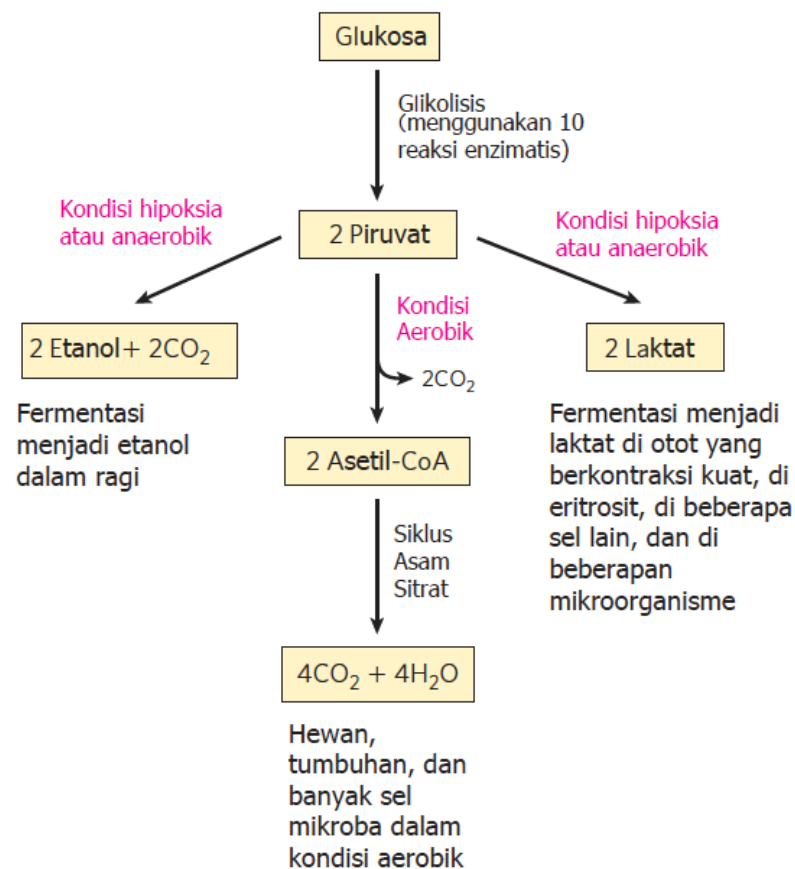 Glukosa
Glikolisis
(menggunakan 10
reaksi enzimatis)
Kondisi hipoksia
atau anaerobik
2 Piruvat
Kondisi hipoksia
atau anaerobik
2 Etanol+ 2CO₂
Fermentasi
menjadi etanol
dalam ragi
Kondisi
Aerobik
2CO₂
2 Laktat
Fermentasi menjadi
laktat di otot yang
berkontraksi kuat, di
eritrosit, di beberapa
sel lain, dan di
beberapan
mikroorganisme
2 Asetil-CoA
Siklus
Asam
Sitrat
4CO₂ + 4H₂O
Hewan,
tumbuhan, dan
banyak sel
mikroba dalam
kondisi aerobik